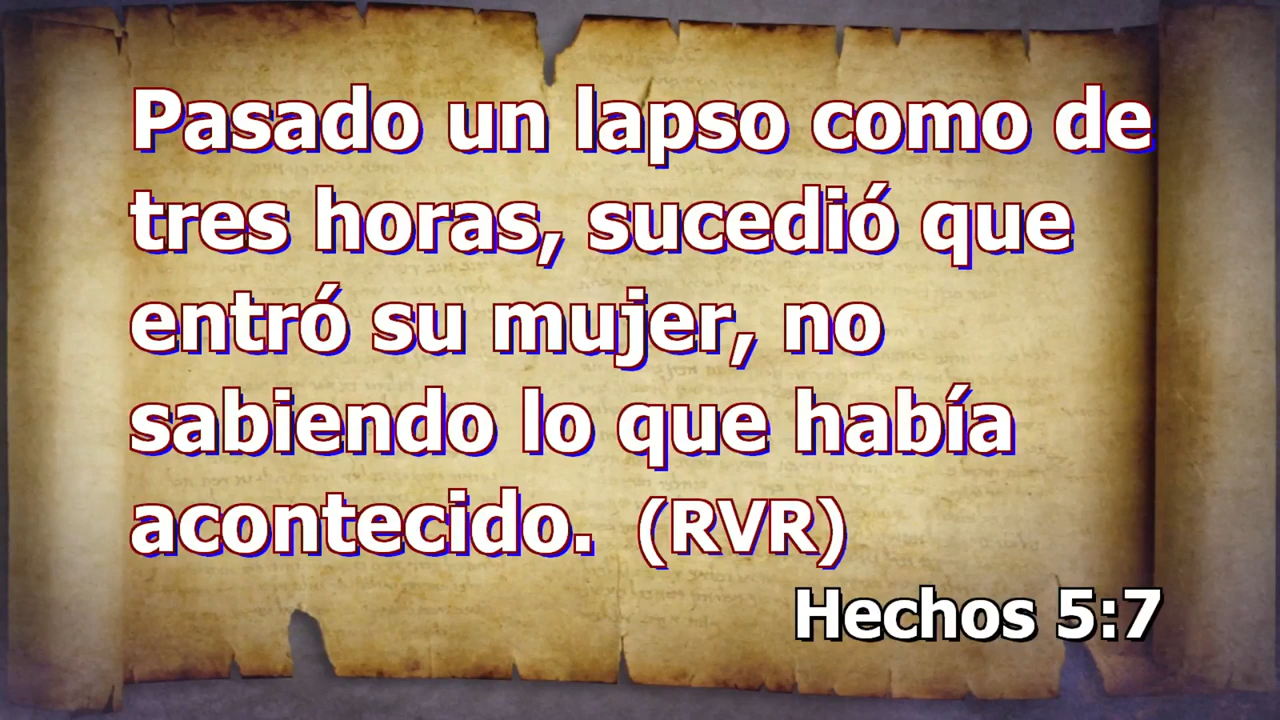 Pasado un lapso como de
tres horas, sucedió que
entró su mujer, no
sabiendo lo que había
acontecido. (RVR)
Hechos 5:7